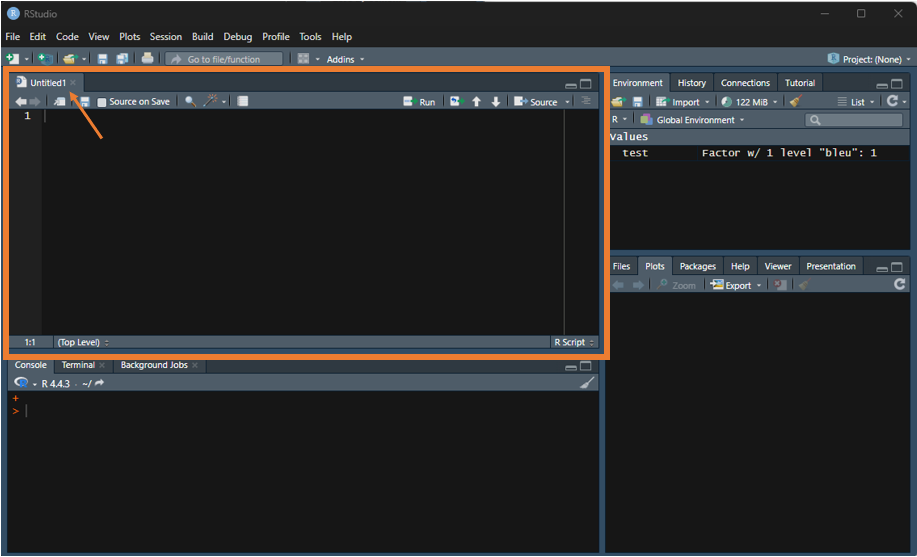 RStudio
File Edit Code View Plots Session Build Debug Profile Tools Help
Go to file/function Addins Project: (None)
Untitled1
Source on Save Run Source
1
1:1 (Top Level) R Script
Console Terminal Background Jobs
R 4.4.3 · ~/
+
>
Environment History Connections Tutorial
Import 122 MiB List
R Global Environment
Values
test Factor w/ 1 level "bleu": 1
Files Plots Packages Help Viewer Presentation
Zoom Export